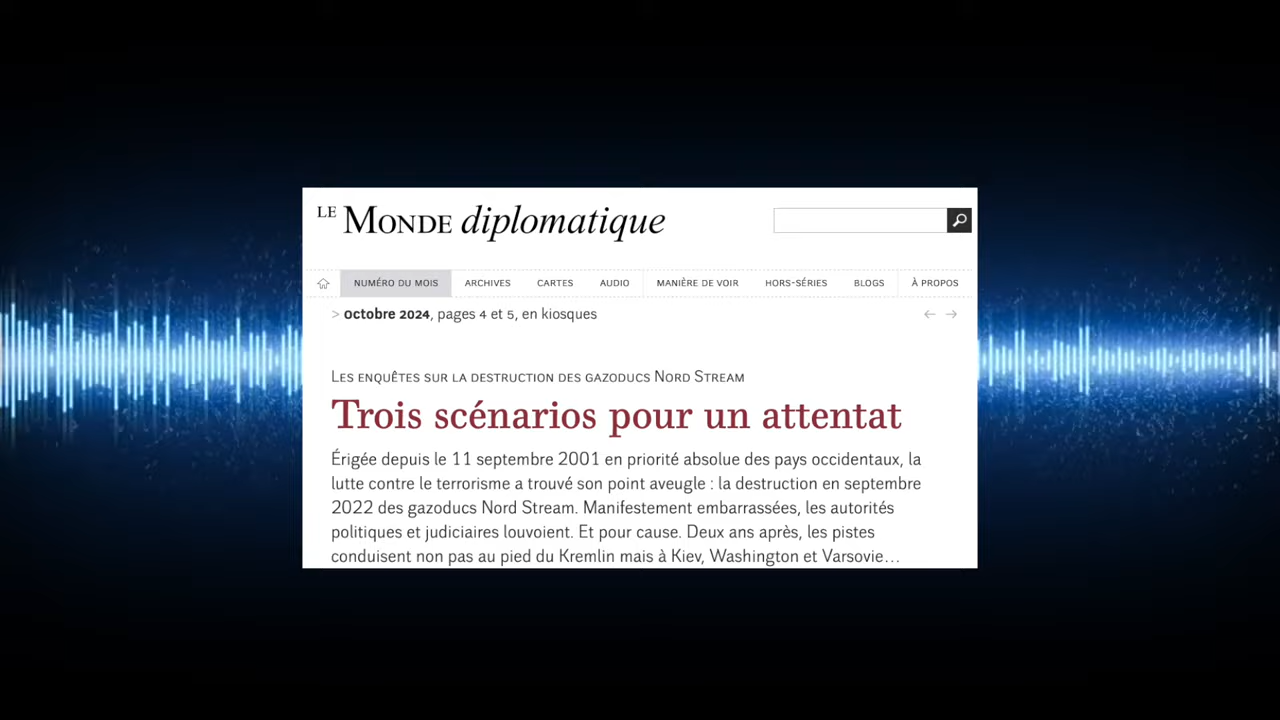 LE MONDE diplomatique
NUMÉRO DU MOIS ARCHIVES CARTES AUDIO MANIÈRE DE VOIR HORS-SÉRIES BLOGS À PROPOS
> octobre 2024, pages 4 et 5, en kiosques
LES ENQUÊTES SUR LA DESTRUCTION DES GAZODUCS NORD STREAM
Trois scénarios pour un attentat
Érigée depuis le 11 septembre 2001 en priorité absolue des pays occidentaux, la
lutte contre le terrorisme a trouvé son point aveugle : la destruction en septembre
2022 des gazoducs Nord Stream. Manifestement embarrassées, les autorités
politiques et judiciaires louvoient. Et pour cause. Deux ans après, les pistes
conduisent non pas au pied du Kremlin mais à Kiev, Washington et Varsovie...